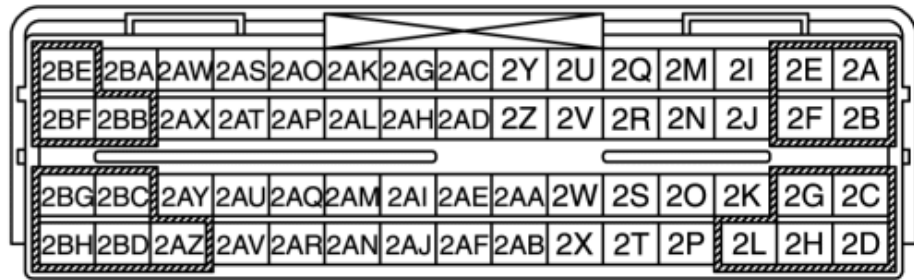 2BE 2BA 2AW 2AS 2AO 2AK 2AG 2AC 2Y 2U 2Q 2M 2I 2E 2A
2BF 2BB 2AX 2AT 2AP 2AL 2AH 2AD 2Z 2V 2R 2N 2J 2F 2B
2BG 2BC 2AY 2AU 2AQ 2AM 2AI 2AE 2AA 2W 2S 2O 2K 2G 2C
2BH 2BD 2AZ 2AV 2AR 2AN 2AJ 2AF 2AB 2X 2T 2P 2L 2H 2D